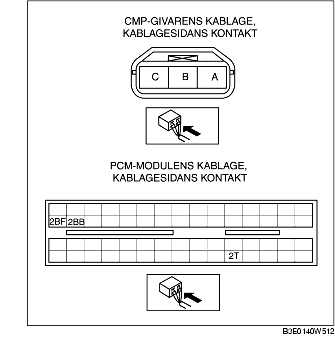 CMP-GIVARENS KABLAGE,
KABLAGESIDANS KONTAKT
C B A
PCM-MODULENS KABLAGE,
KABLAGESIDANS KONTAKT
2BF 2BB
2T
B3E0140W512